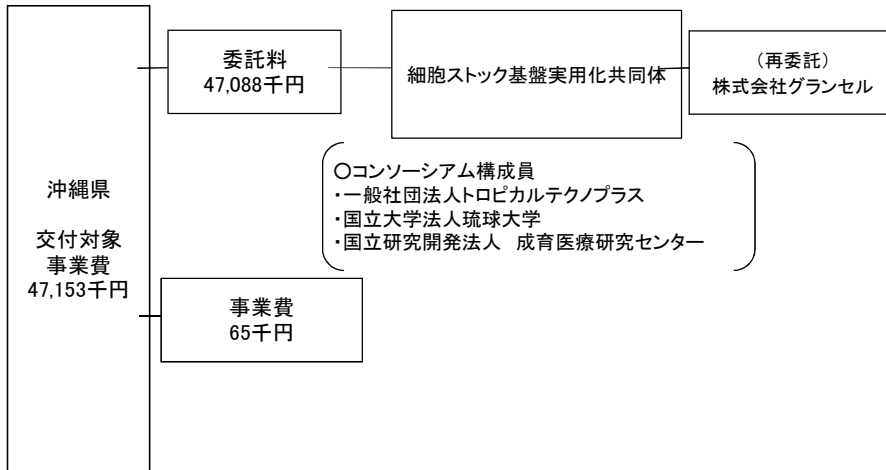 沖縄県
交付対象
事業費
47,153千円
委託料
47,088千円
細胞ストック基盤実用化共同体
（再委託）
株式会社グランセル
○コンソーシアム構成員
・一般社団法人トロピカルテクノプラス
・国立大学法人琉球大学
・国立研究開発法人　成育医療研究センター
事業費
65千円